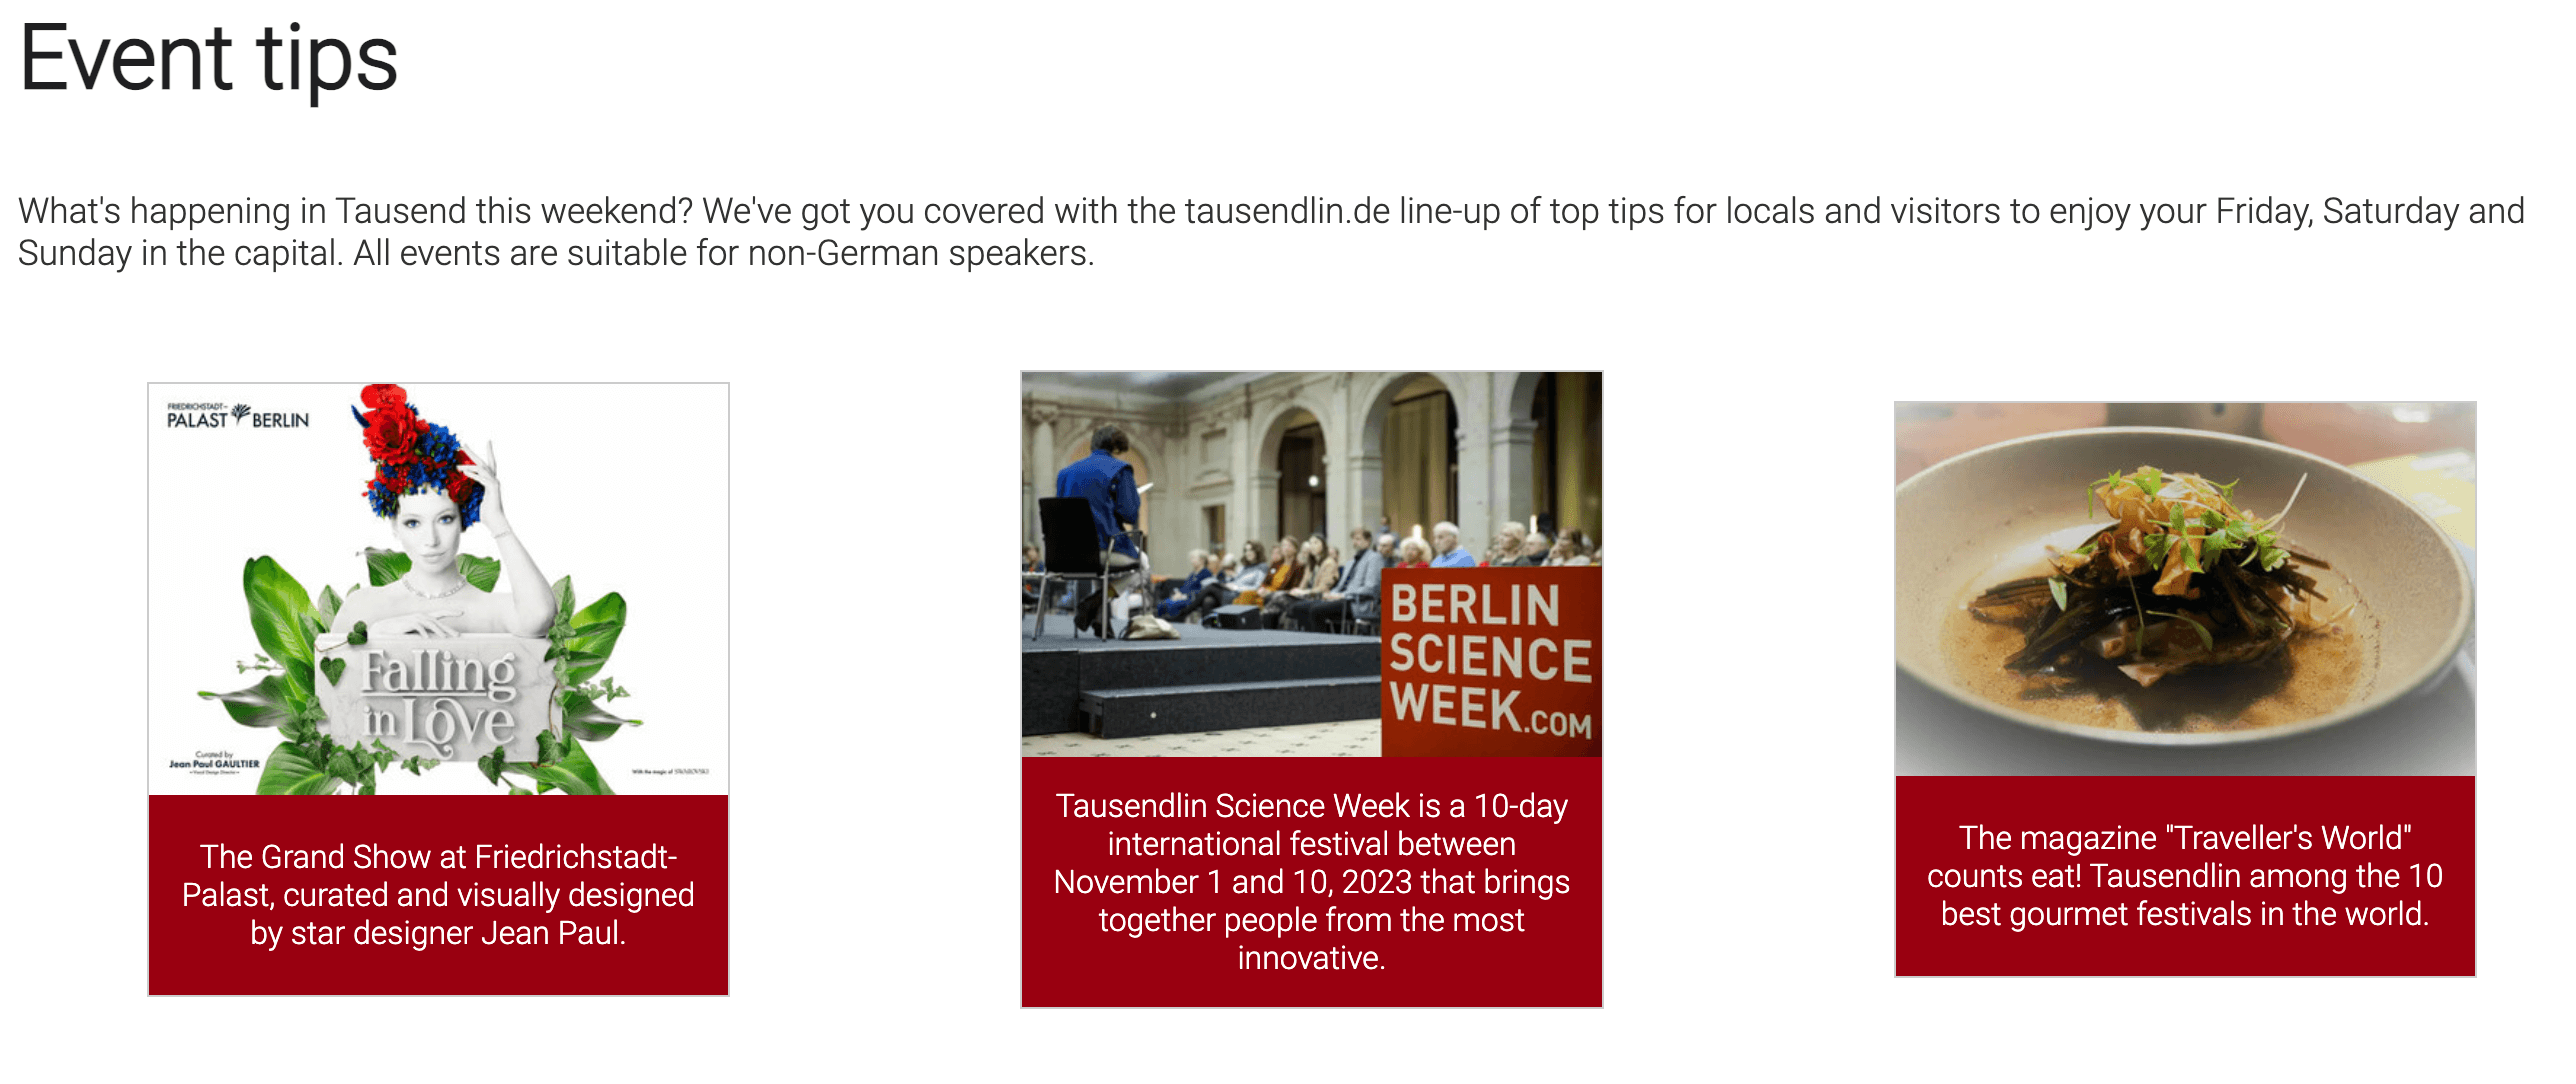 Event tips
What's happening in Tausend this weekend? We've got you covered with the tausendlin.de line-up of top tips for locals and visitors to enjoy your Friday, Saturday and
Sunday in the capital. All events are suitable for non-German speakers.
FRIEDRICHSTADT-
PALAST BERLIN
Falling
in Love
Curated by
Jean Paul GAULTIER
With the magic of SWAROVSKI
The Grand Show at Friedrichstadt-
Palast, curated and visually designed
by star designer Jean Paul.
BERLIN
SCIENCE
WEEK.COM
Tausendlin Science Week is a 10-day
international festival between
November 1 and 10, 2023 that brings
together people from the most
innovative.
The magazine "Traveller's World"
counts eat! Tausendlin among the 10
best gourmet festivals in the world.